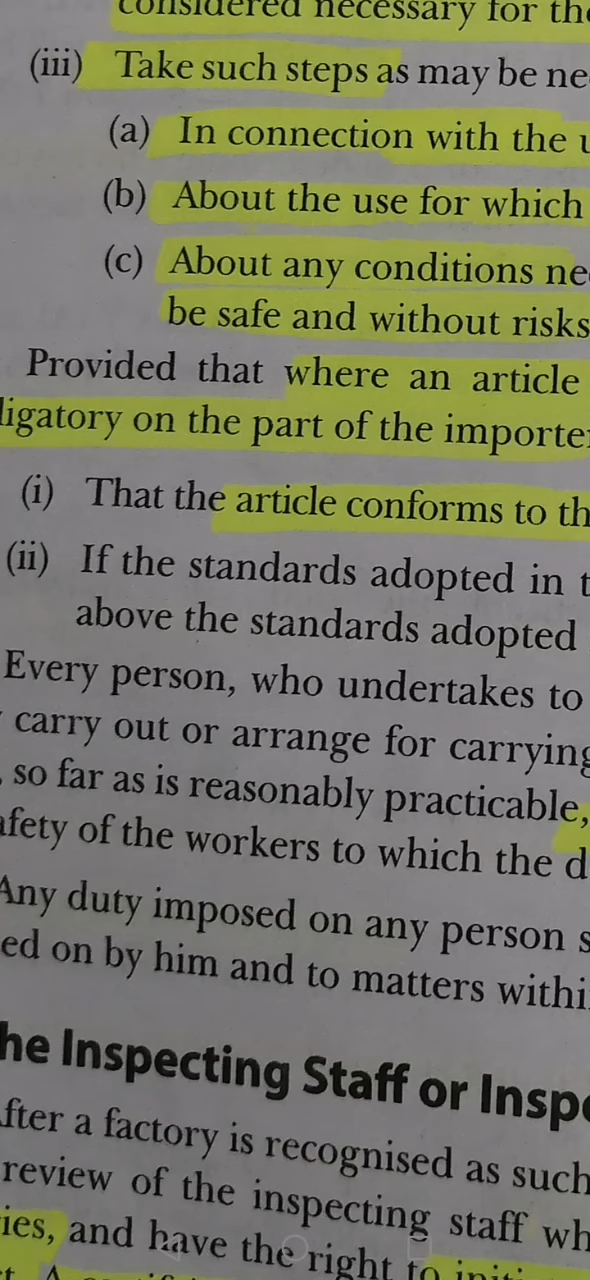 considered necessary for the
(iii) Take such steps as may be ne
(a) In connection with the u
(b) About the use for which
(c) About any conditions ne
be safe and without risks
Provided that where an article
ligatory on the part of the importe
(i) That the article conforms to th
(ii) If the standards adopted in t
above the standards adopted
Every person, who undertakes to
carry out or arrange for carrying
, so far as is reasonably practicable,
afety of the workers to which the d
Any duty imposed on any person s
ed on by him and to matters withi
he Inspecting Staff or Inspe
After a factory is recognised as such
review of the inspecting staff wh
ies, and have the right to